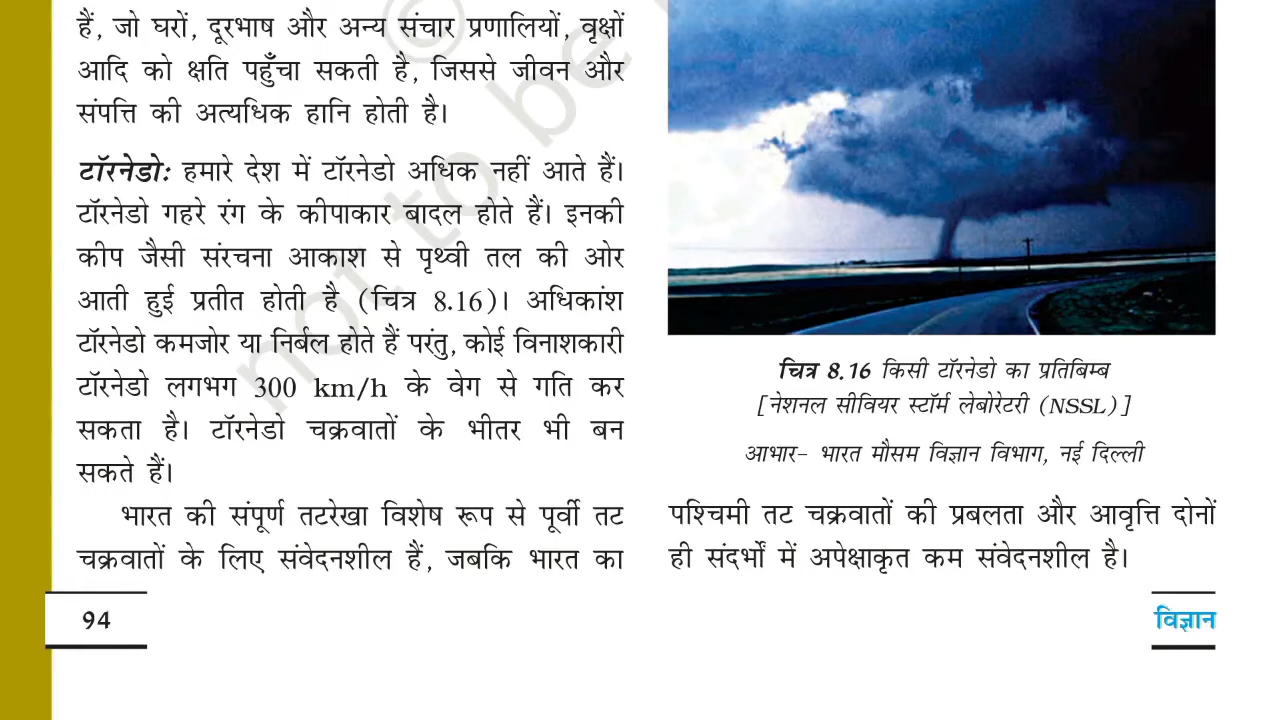 हैं, जो घरों, दूरभाष और अन्य संचार प्रणालियों, वृक्षों
आदि को क्षति पहुँचा सकती है, जिससे जीवन और
संपत्ति की अत्यधिक हानि होती है।
टॉरनेडो: हमारे देश में टॉरनेडो अधिक नहीं आते हैं।
टॉरनेडो गहरे रंग के कीपाकार बादल होते हैं। इनकी
कीप जैसी संरचना आकाश से पृथ्वी तल की ओर
आती हुई प्रतीत होती है (चित्र 8.16)। अधिकांश
टॉरनेडो कमजोर या निर्बल होते हैं परंतु, कोई विनाशकारी
टॉरनेडो लगभग 300 km/h के वेग से गति कर
सकता है। टॉरनेडो चक्रवातों के भीतर भी बन
सकते हैं।
भारत की संपूर्ण तटरेखा विशेष रूप से पूर्वी तट
चक्रवातों के लिए संवेदनशील हैं, जबकि भारत का
चित्र 8.16 किसी टॉरनेडो का प्रतिबिम्ब
[नेशनल सीवियर स्टॉर्म लेबोरेटरी (NSSL)]
आभार- भारत मौसम विज्ञान विभाग, नई दिल्ली
पश्चिमी तट चक्रवातों की प्रबलता और आवृत्ति दोनों
ही संदर्भों में अपेक्षाकृत कम संवेदनशील है।
94
विज्ञान
©
not to be